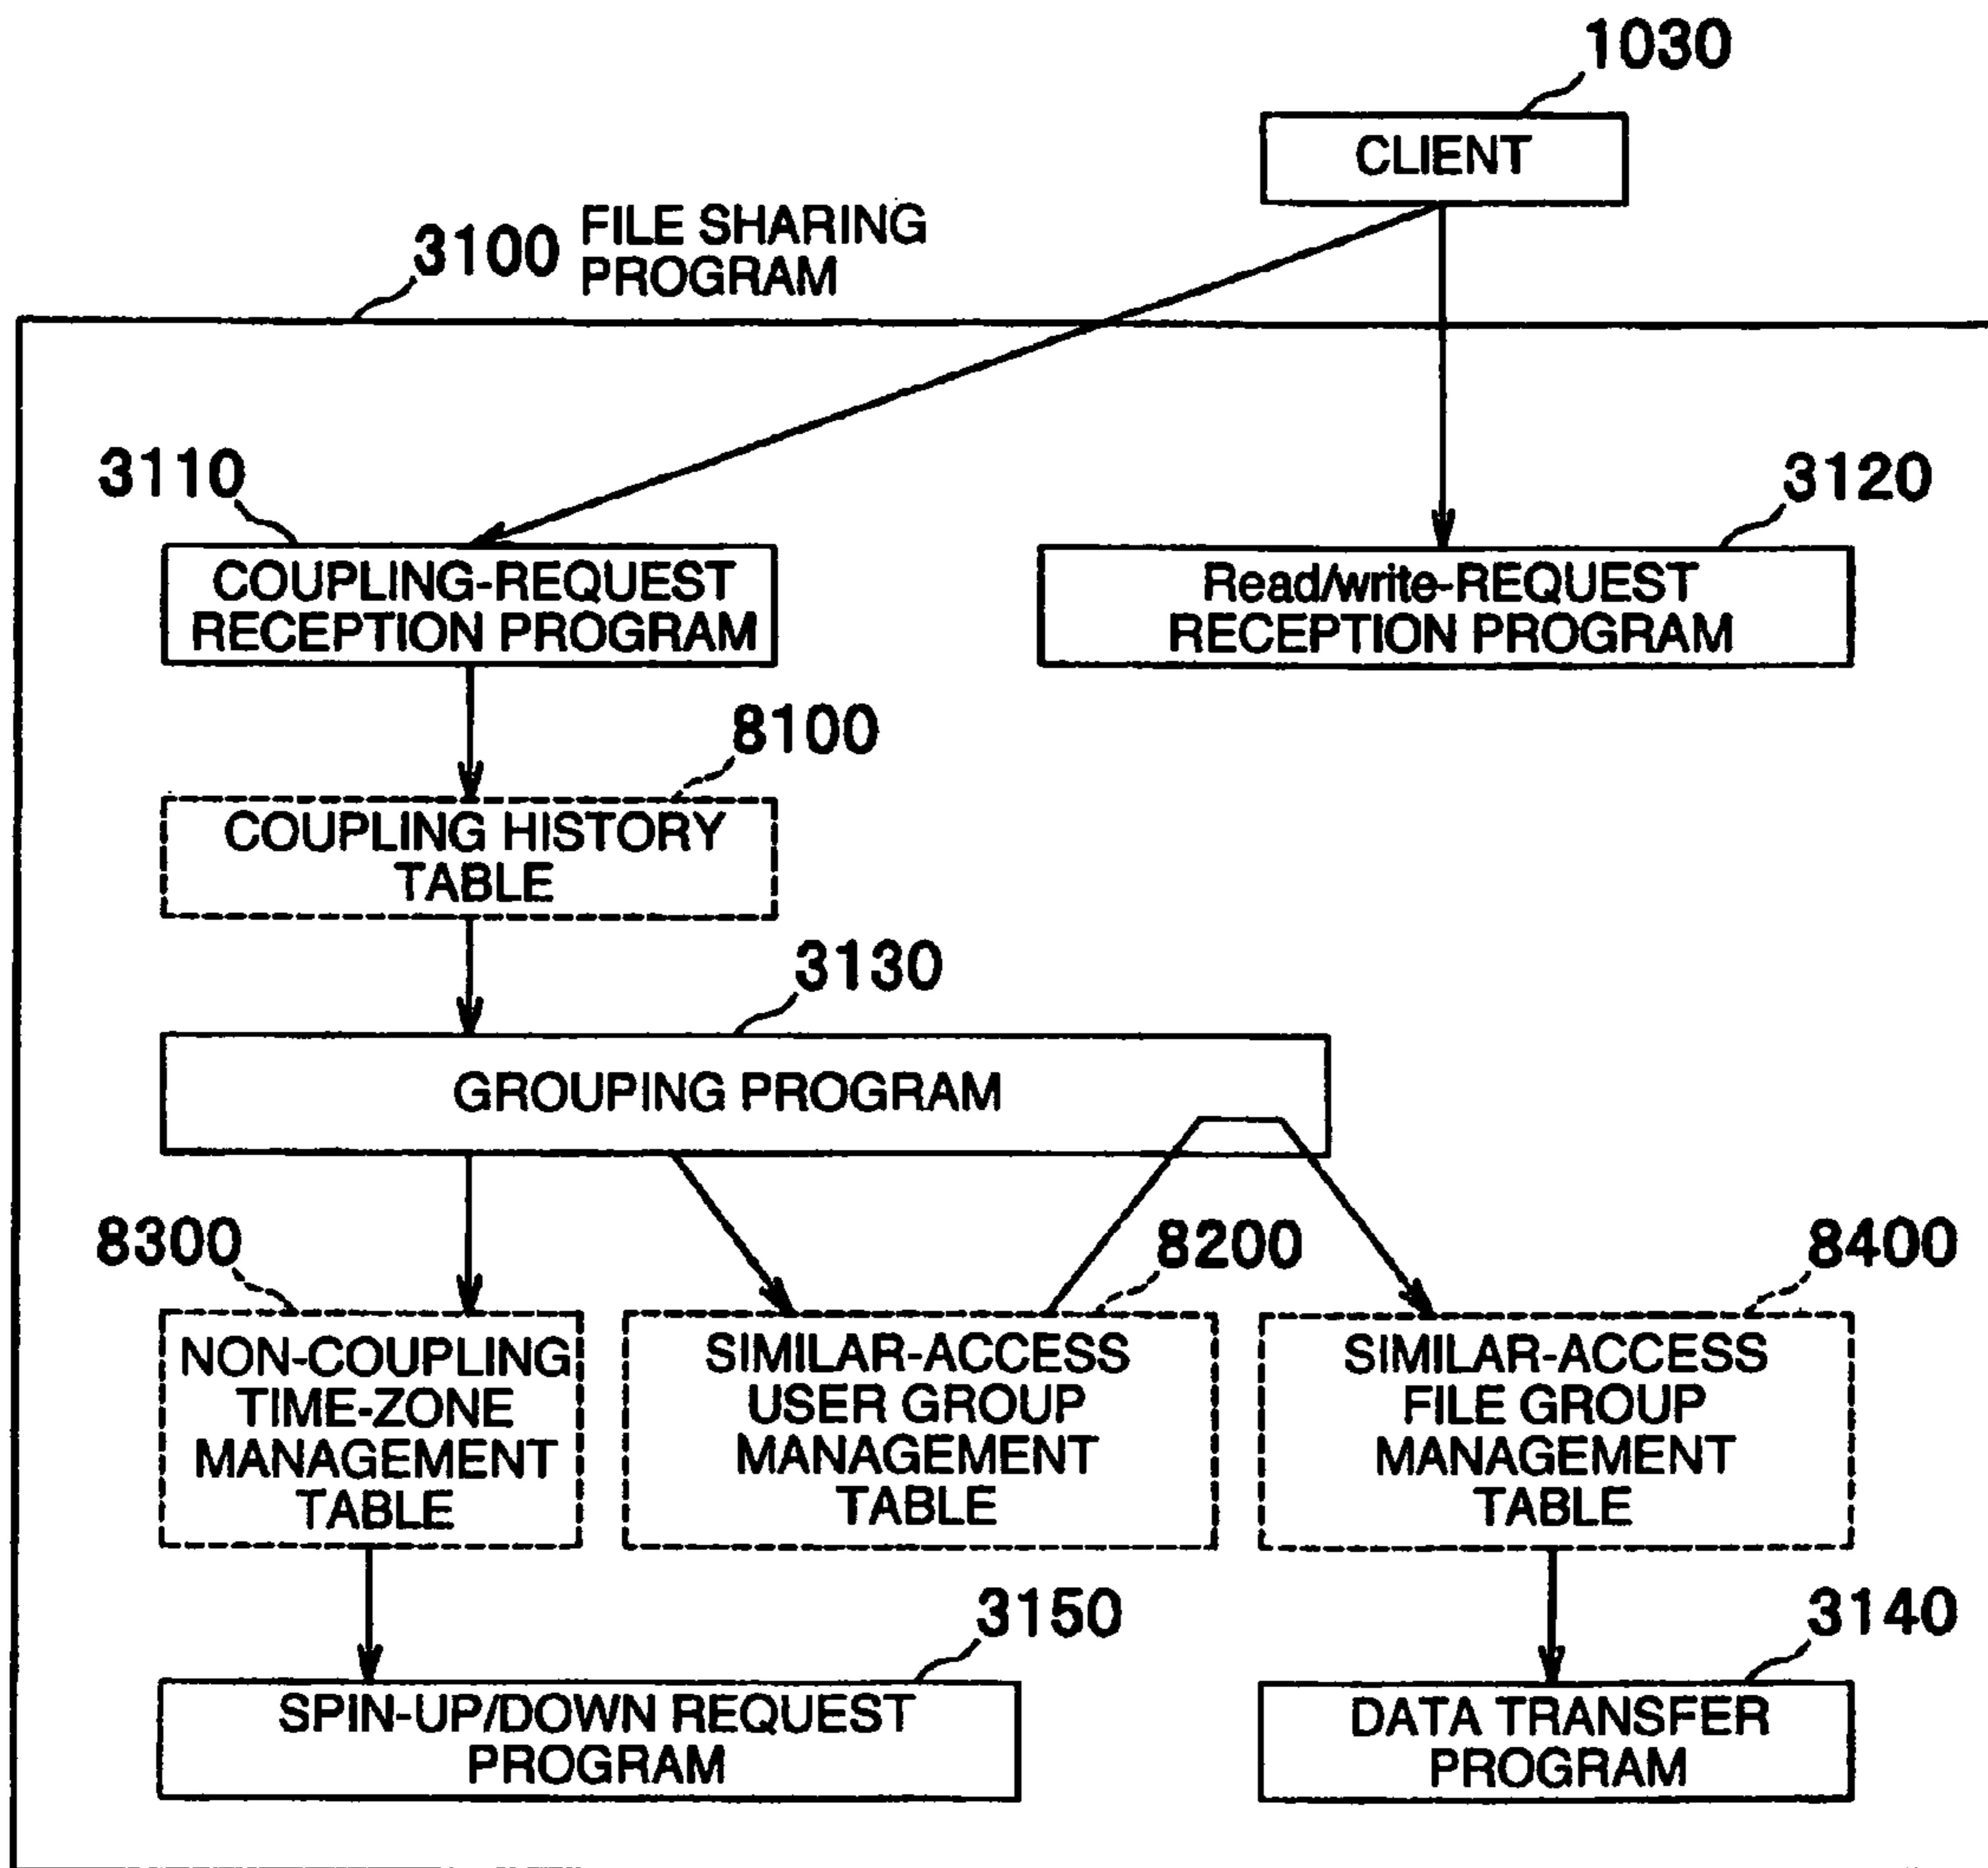 1030
CLIENT
3100 FILE SHARING
PROGRAM
3110
3120
COUPLING-REQUEST
RECEPTION PROGRAM
Read/write-REQUEST
RECEPTION PROGRAM
8100
COUPLING HISTORY
TABLE
3130
GROUPING PROGRAM
8300
8200
8400
NON-COUPLING
TIME-ZONE
MANAGEMENT
TABLE
SIMILAR-ACCESS
USER GROUP
MANAGEMENT
TABLE
SIMILAR-ACCESS
FILE GROUP
MANAGEMENT
TABLE
3150
3140
SPIN-UP/DOWN REQUEST
PROGRAM
DATA TRANSFER
PROGRAM